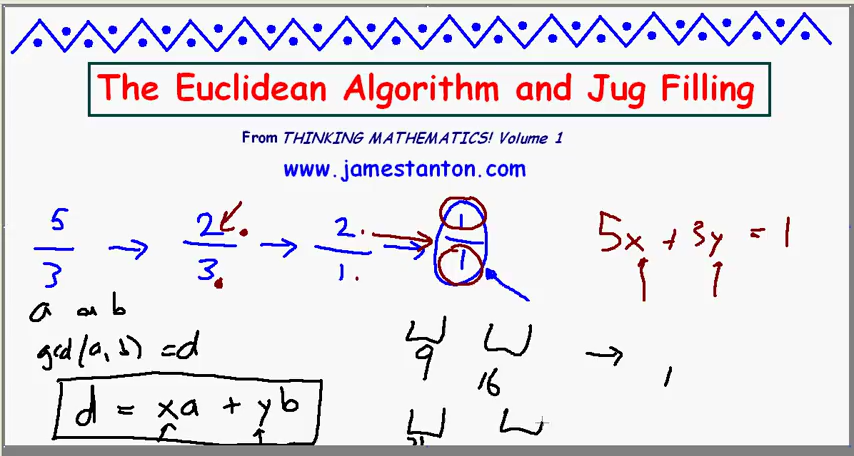 The Euclidean Algorithm and Jug Filling
From THINKING MATHEMATICS! Volume 1
www.jamestanton.com
5/3 → 2/3 → 2/1 → 1/1
5x + 3y = 1
a b
gcd(a, b) = d
d = xa + yb
9 16 → 1